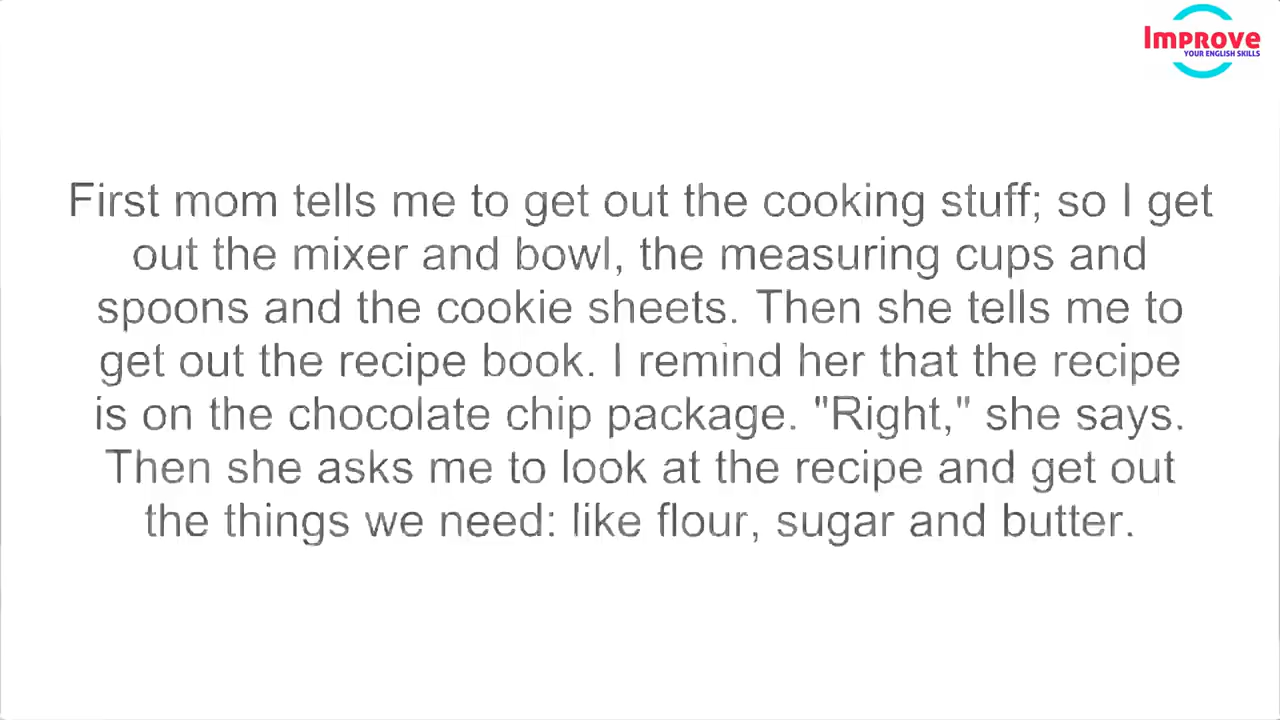 Improve
YOUR ENGLISH SKILLS
First mom tells me to get out the cooking stuff; so I get
out the mixer and bowl, the measuring cups and
spoons and the cookie sheets. Then she tells me to
get out the recipe book. I remind her that the recipe
is on the chocolate chip package. "Right," she says.
Then she asks me to look at the recipe and get out
the things we need: like flour, sugar and butter.